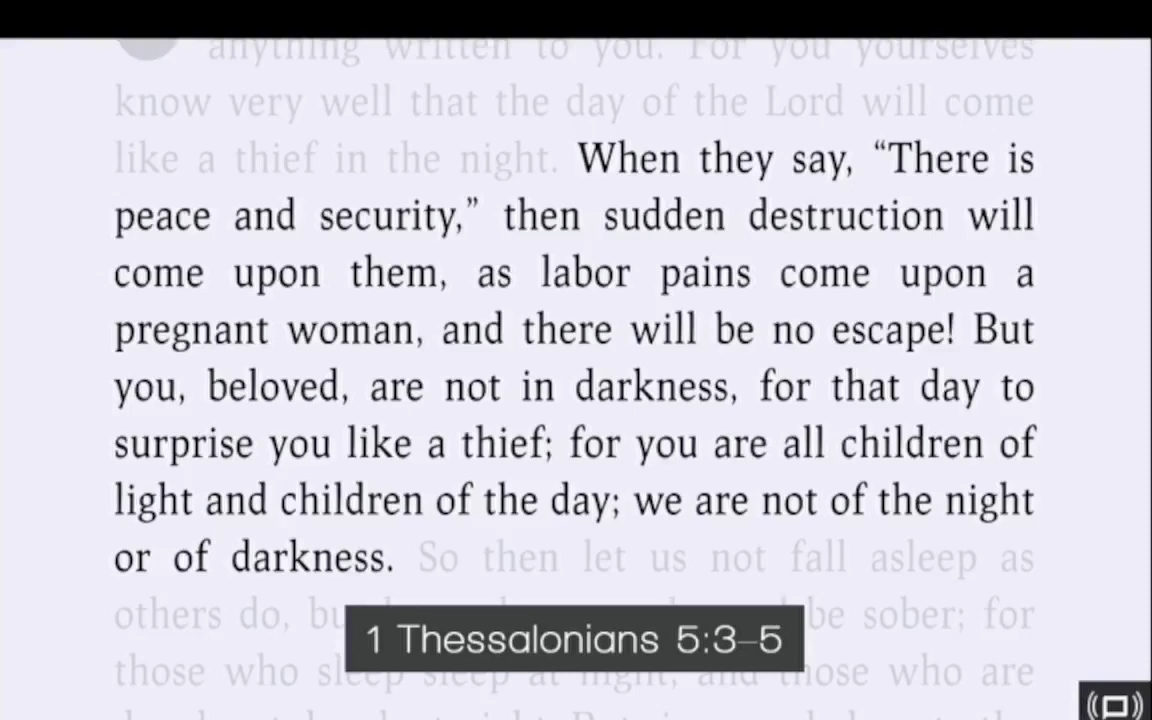 anything written to you. For you yourselves
know very well that the day of the Lord will come
like a thief in the night. When they say, “There is
peace and security,” then sudden destruction will
come upon them, as labor pains come upon a
pregnant woman, and there will be no escape! But
you, beloved, are not in darkness, for that day to
surprise you like a thief; for you are all children of
light and children of the day; we are not of the night
or of darkness. So then let us not fall asleep as
others do, be sober; for
1 Thessalonians 5:3–5
those who sleep sleep at night, and those who are